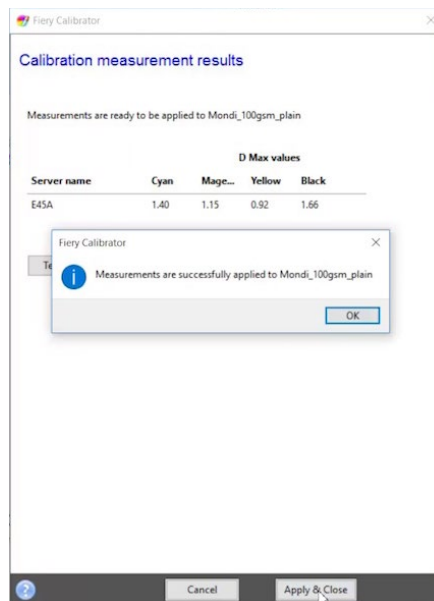 Fiery Calibrator
Calibration measurement results
Measurements are ready to be applied to Mondi_100gsm_plain
D Max values
Server name Cyan Mage... Yellow Black
E45A 1.40 1.15 0.92 1.66
Fiery Calibrator
Te
Measurements are successfully applied to Mondi_100gsm_plain
OK
Cancel Apply & Close